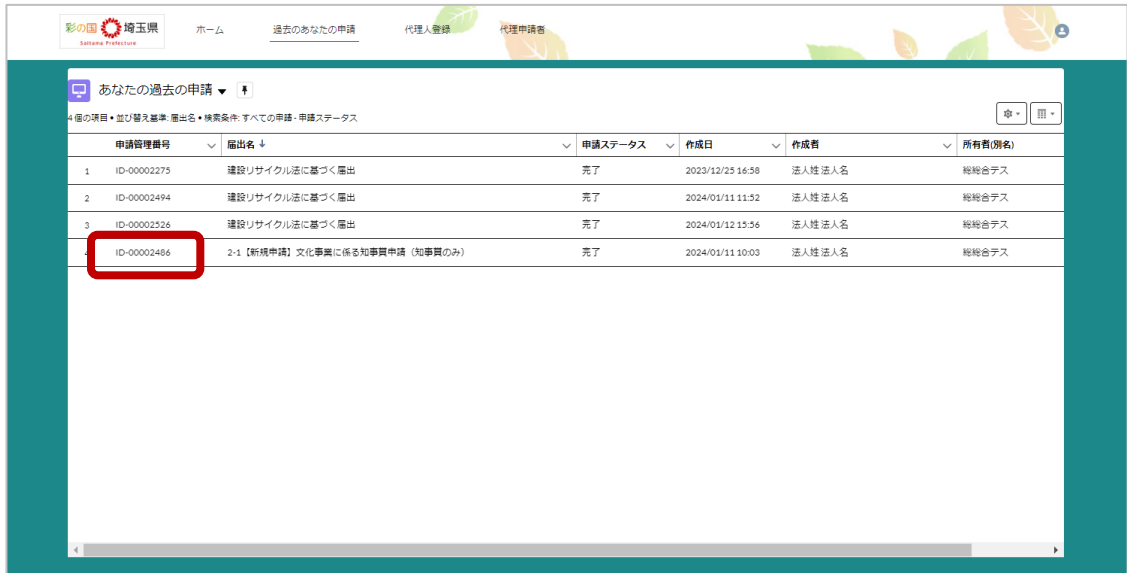 彩の国 埼玉県
Saitama Prefecture
ホーム 過去のあなたの申請 代理人登録 代理申請者
あなたの過去の申請
4 個の項目 • 並び替え基準: 届出名 • 検索条件: すべての申請 - 申請ステータス
申請管理番号 届出名 ↓ 申請ステータス 作成日 作成者 所有者(別名)
1 ID-00002275 建設リサイクル法に基づく届出 完了 2023/12/25 16:58 法人姓 法人名 総総合テス
2 ID-00002494 建設リサイクル法に基づく届出 完了 2024/01/11 11:52 法人姓 法人名 総総合テス
3 ID-00002526 建設リサイクル法に基づく届出 完了 2024/01/12 15:56 法人姓 法人名 総総合テス
ID-00002486 2-1【新規申請】文化事業に係る知事賞申請（知事賞のみ） 完了 2024/01/11 10:03 法人姓 法人名 総総合テス